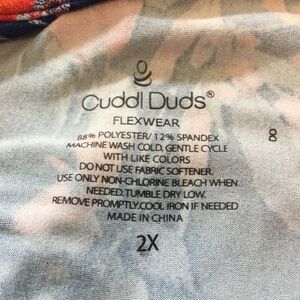 Cuddl Duds®
FLEXWEAR
88% POLYESTER/ 12% SPANDEX
MACHINE WASH COLD, GENTLE CYCLE
WITH LIKE COLORS
DO NOT USE FABRIC SOFTENER.
USE ONLY NON-CHLORINE BLEACH WHEN
NEEDED, TUMBLE DRY LOW.
REMOVE PROMPTLY.COOL IRON IF NEEDED
MADE IN CHINA
2X
8